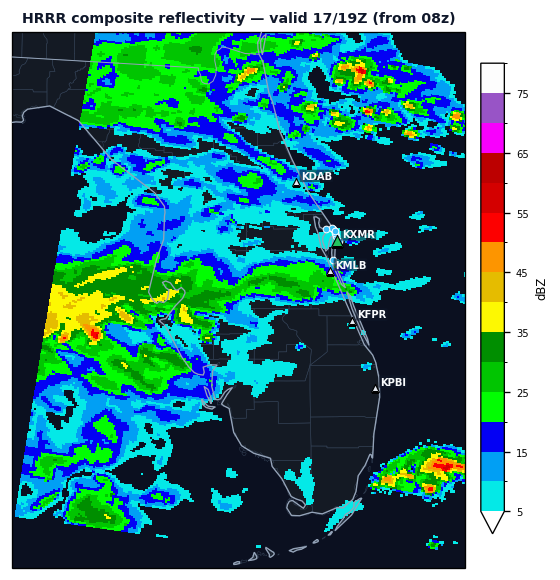 HRRR composite reflectivity — valid 17/19Z (from 08z)
KDAB
KXMR
KMLB
KFPR
KPBI
75
65
55
45
35
25
15
5
dBZ